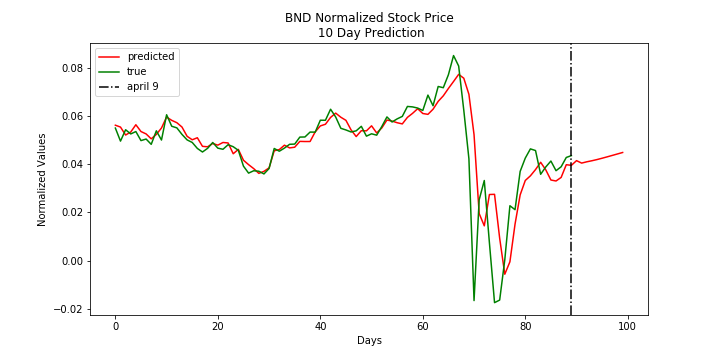 BND Normalized Stock Price
10 Day Prediction
predicted
true
april 9
0.08
0.06
0.04
0.02
0.00
−0.02
Normalized Values
0 20 40 60 80 100
Days